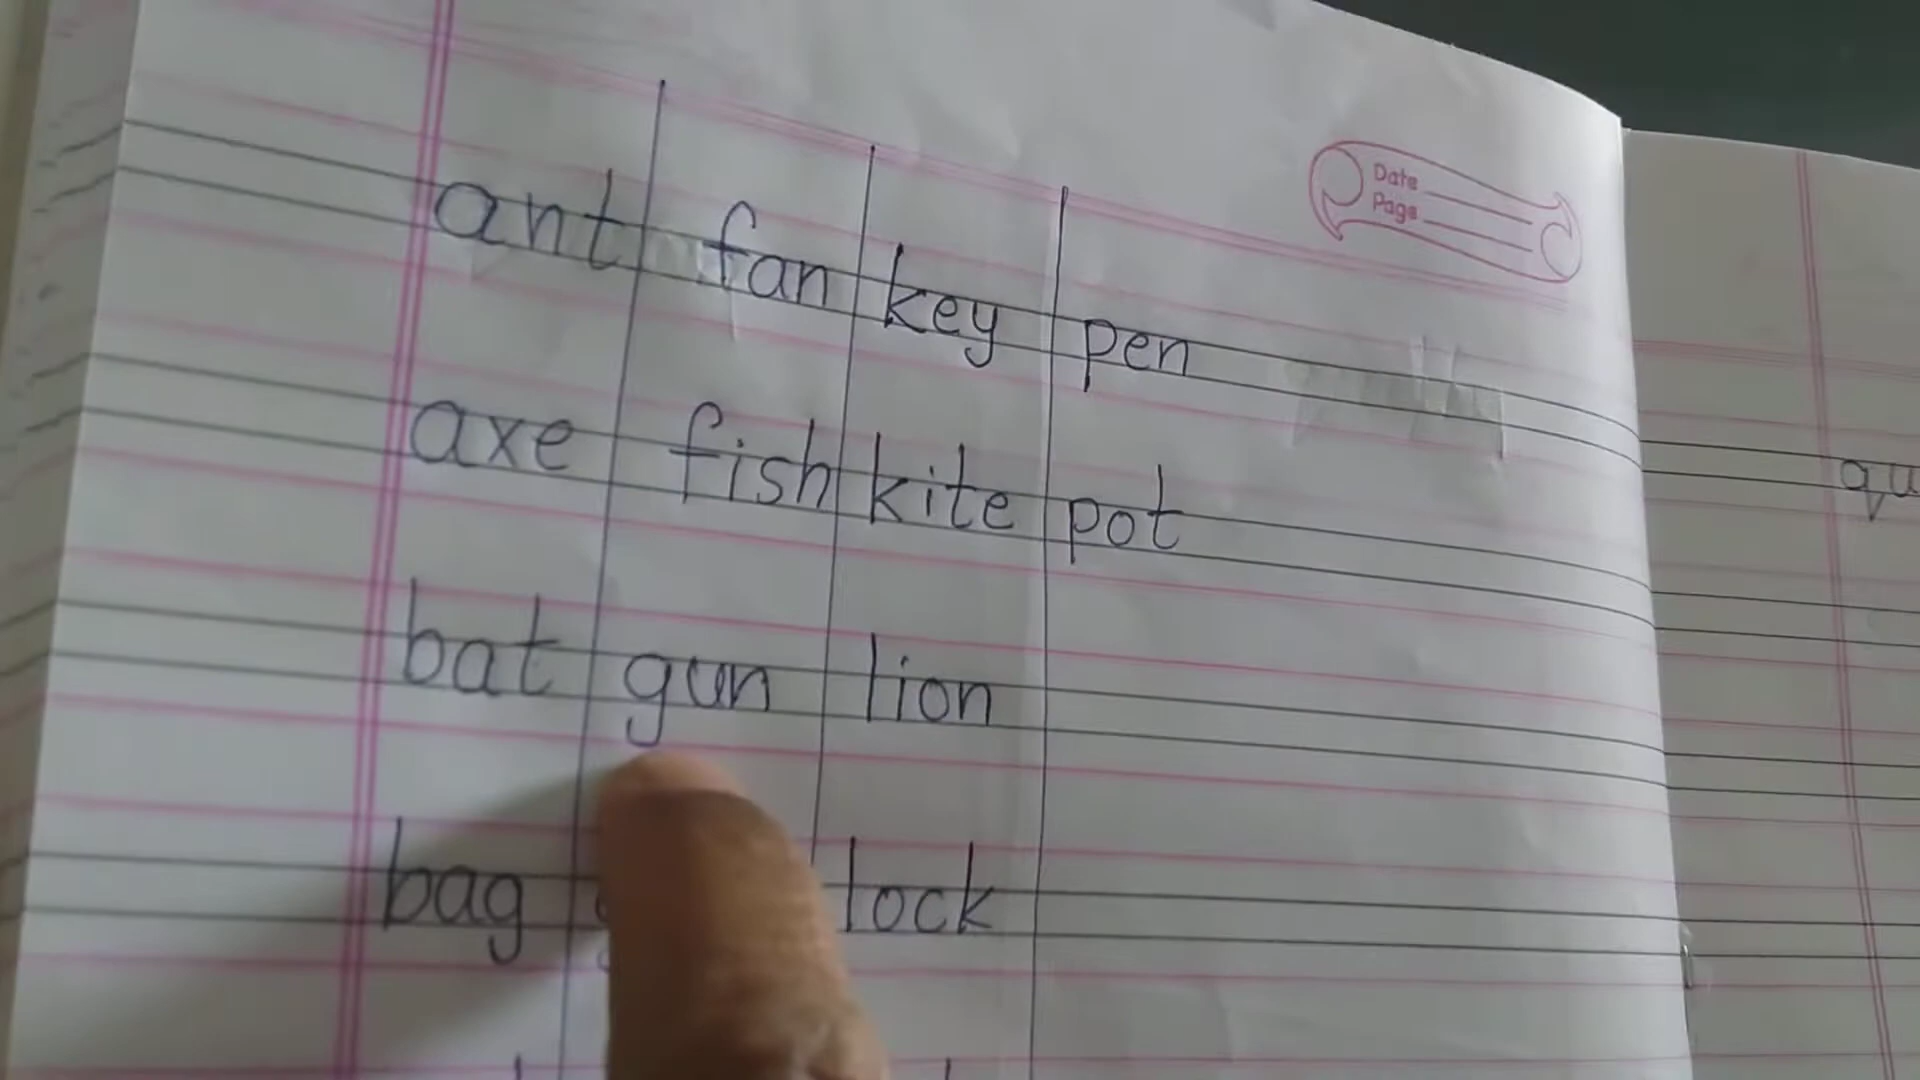 Date
Page
ant fan key pen
axe fish kite pot
bat gun lion
bag lock